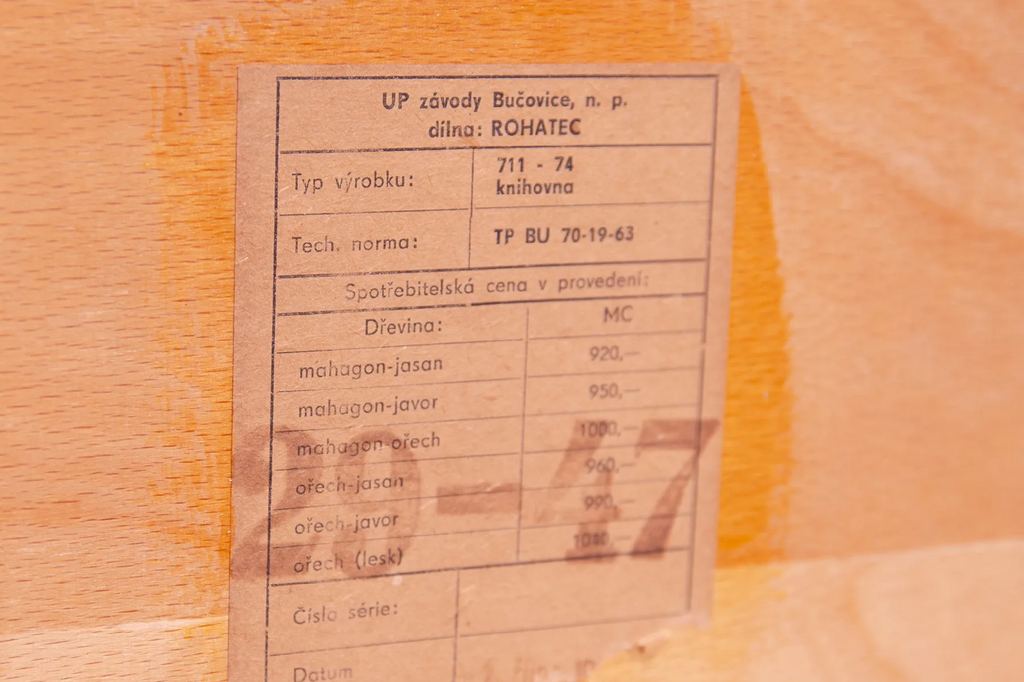 UP závody Bučovice, n. p.
dílna: ROHATEC
Typ výrobku: 711 - 74
knihovna
Tech. norma: TP BU 70-19-63
Spotřebitelská cena v provedení:
Dřevina: MC
mahagon-jasan 920,—
mahagon-javor 950,—
mahagon-ořech 1000,—
ořech-jasan 960,—
ořech-javor 990,
ořech (lesk)
20-17
Číslo série:
Datum